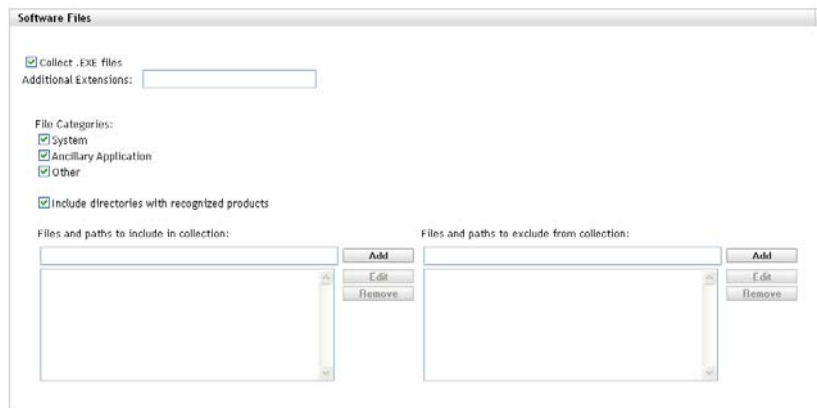 Software Files
Collect .EXE files
Additional Extensions:
File Categories:
System
Ancillary Application
Other
Include directories with recognized products
Files and paths to include in collection:
Add
Edit
Remove
Files and paths to exclude from collection:
Add
Edit
Remove